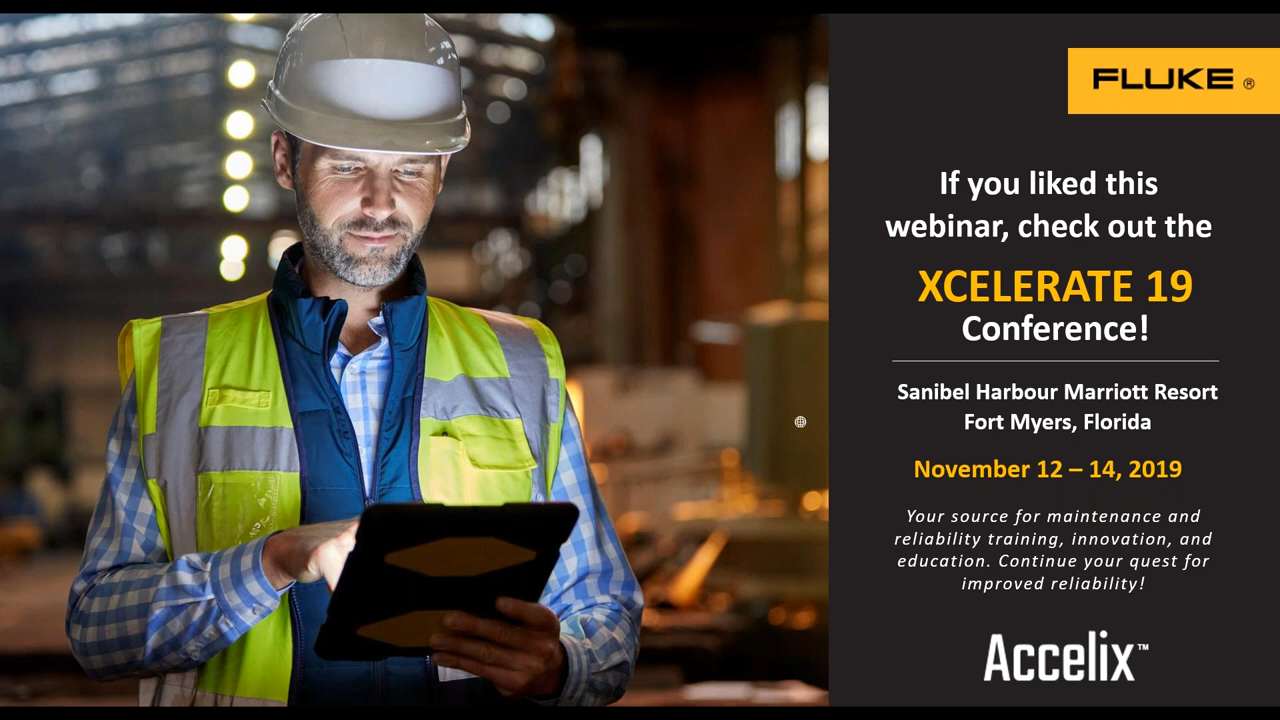 FLUKE ®
If you liked this
webinar, check out the
XCELERATE 19
Conference!
Sanibel Harbour Marriott Resort
Fort Myers, Florida
November 12 – 14, 2019
Your source for maintenance and
reliability training, innovation, and
education. Continue your quest for
improved reliability!
Accelix™